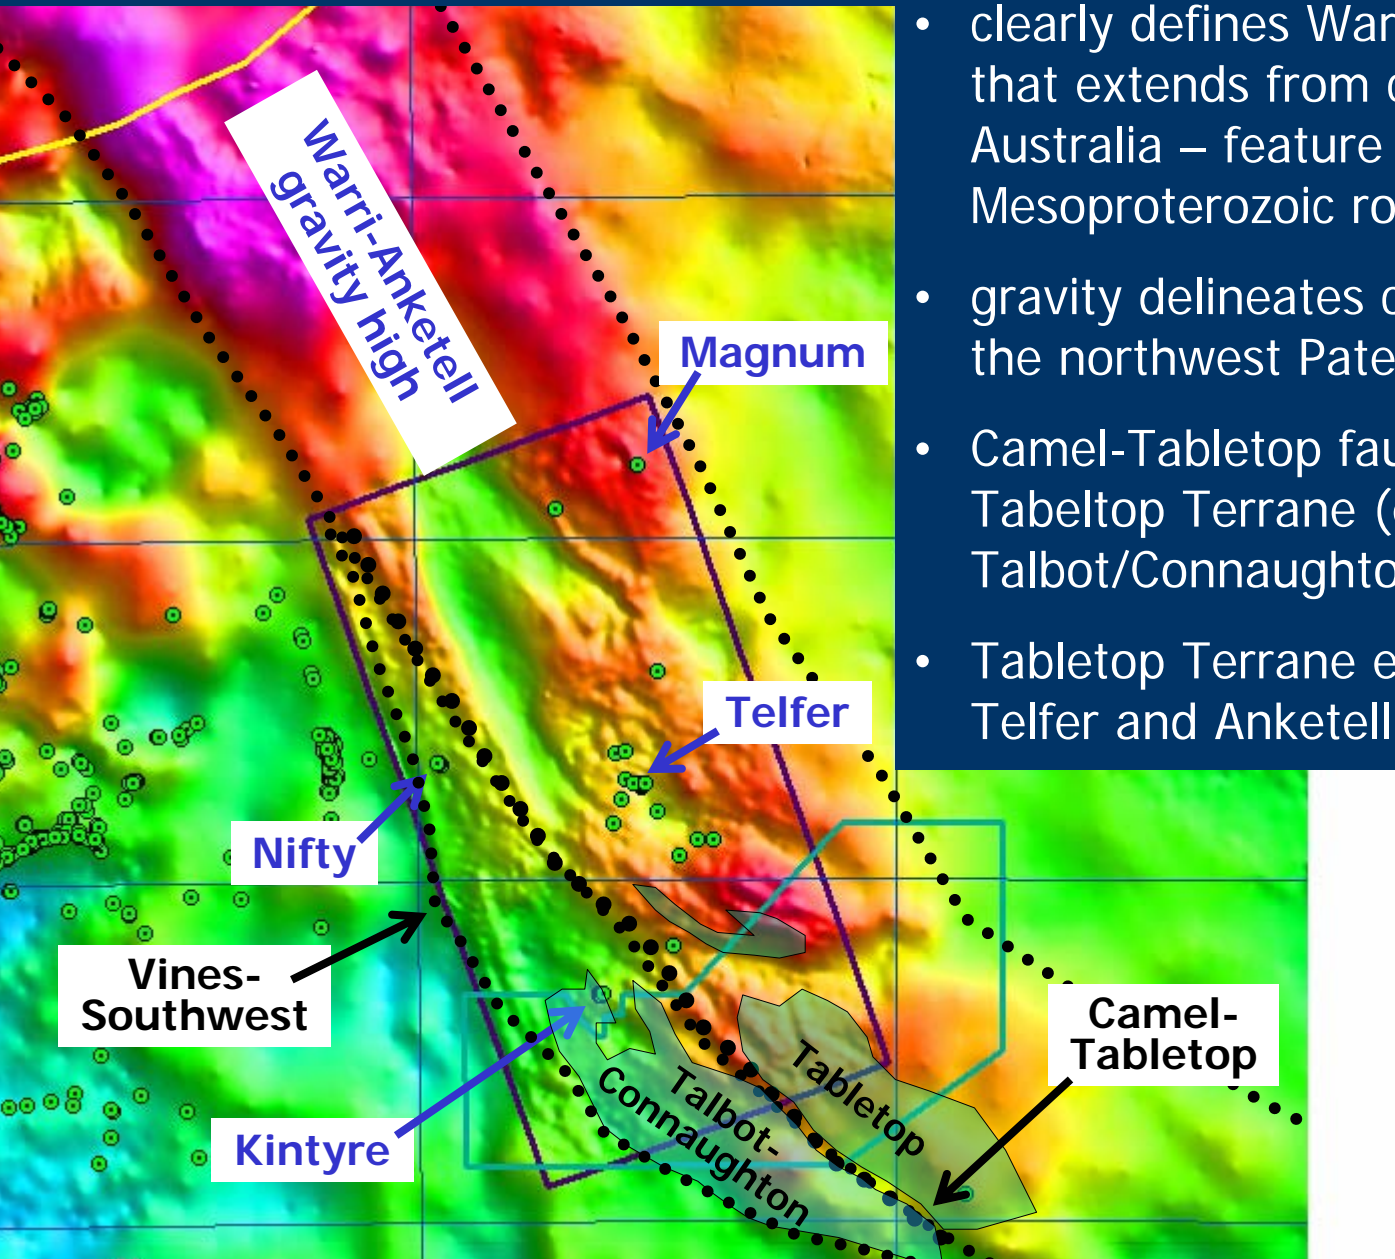 • clearly defines War
that extends from
Australia – feature
Mesoproterozoic ro
• gravity delineates
the northwest Pate
• Camel-Tabletop fau
Tabeltop Terrane (
Talbot/Connaughto
• Tabletop Terrane e
Telfer and Anketell
Warri-Anketell
gravity high
Magnum
Telfer
Nifty
Vines-
Southwest
Kintyre
Camel-
Tabletop
Tabletop
Talbot-
Connaughton